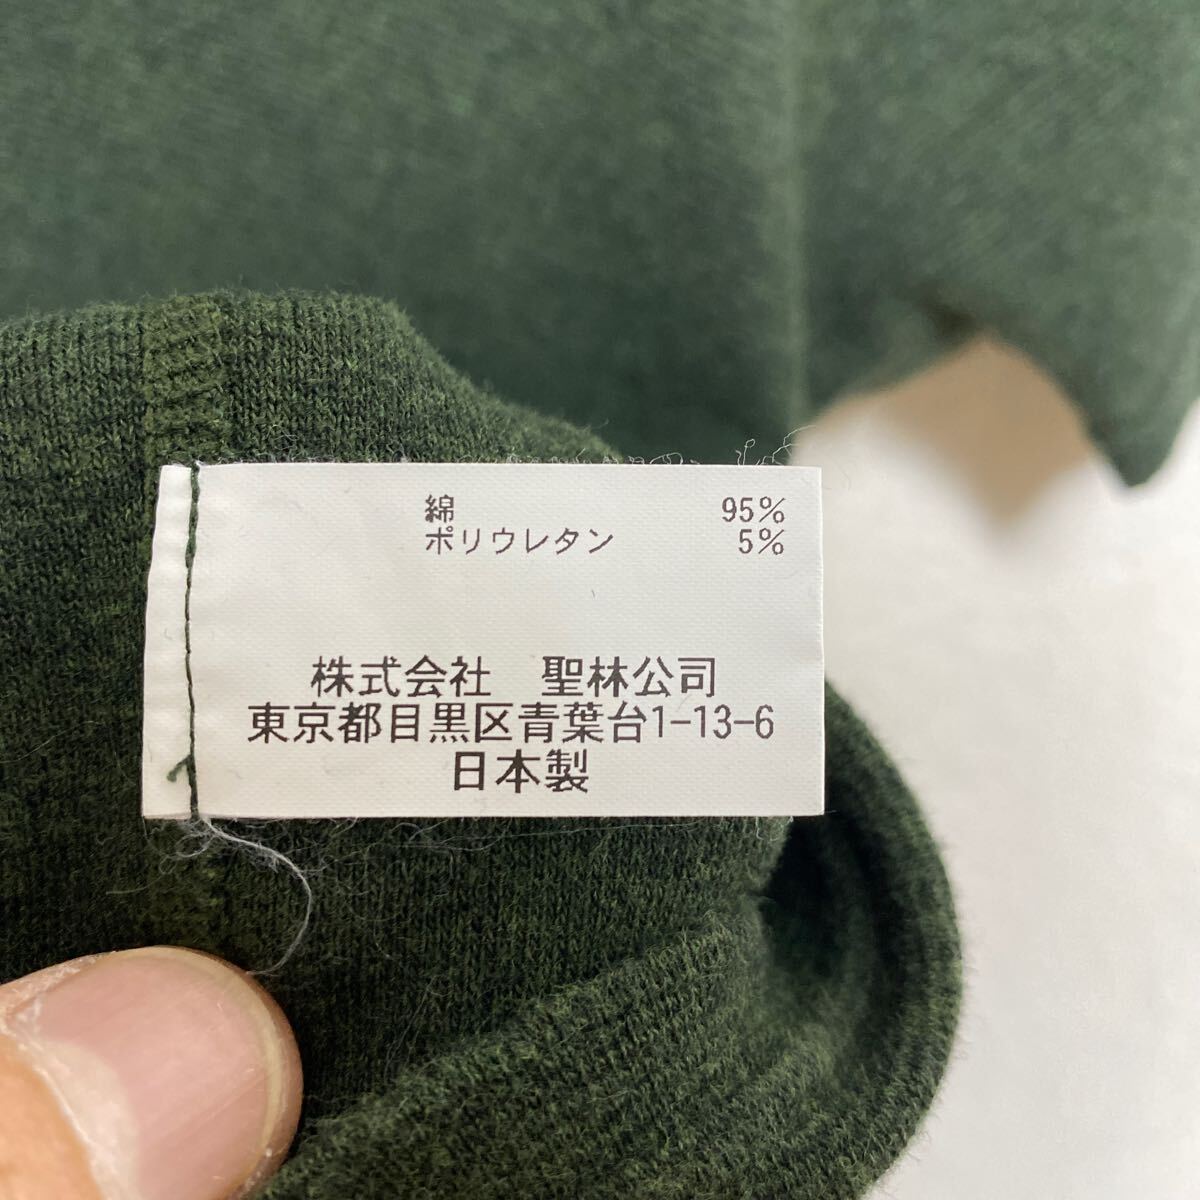 綿 95%
ポリウレタン 5%
株式会社 聖林公司
東京都目黒区青葉台1-13-6
日本製